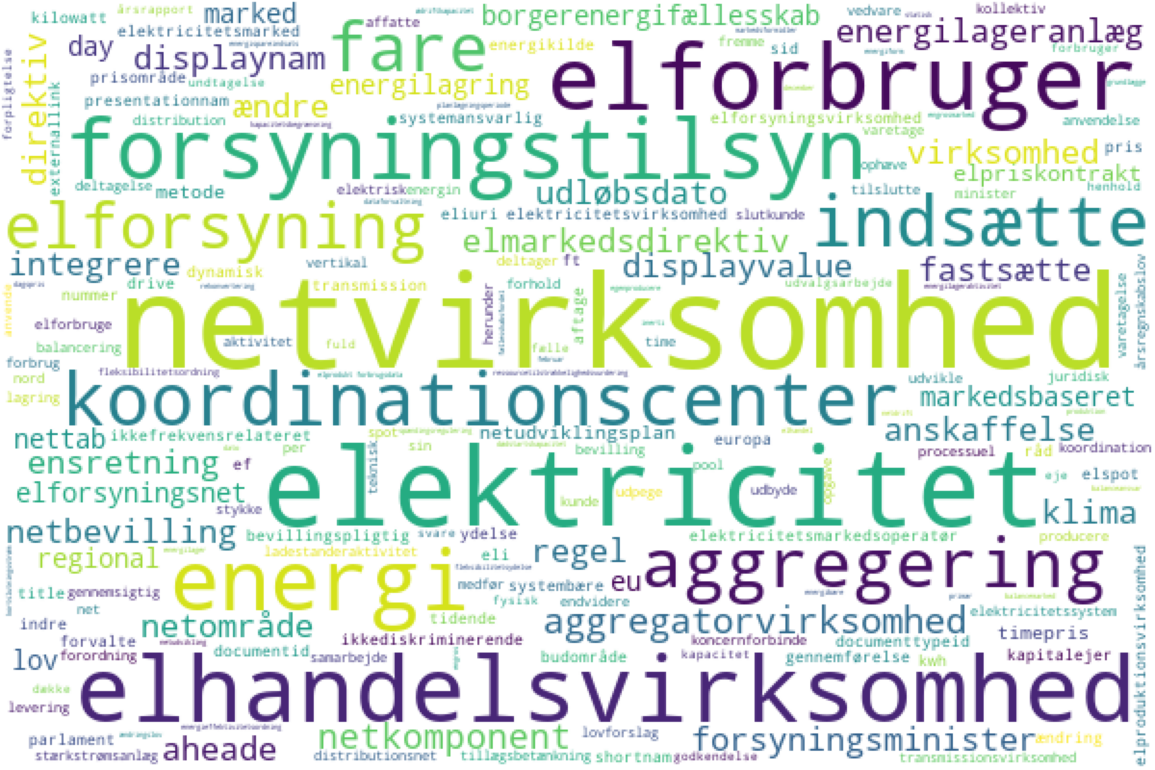 kilowatt
årsrapport
marked
affatte
borgerenergifællesskab
vedvare
kollektiv
elektricitetsmarked
energilageranlæg
direktiv
day
displaynam
fare
energikilde
fremme
sid
forbruger
forpligtelse
prisområde
undtagelse
energilagring
elforbruger
externallink
presentationnam
ændre
distribution
systemansvarlig
elforsyningsvirksomhed
anvendelse
varetage
forsyningstilsyn
ophæve
virksomhed
pris
elpriskontrakt
deltagelse
metode
elektrisk
energin
udløbsdato
tilslutte
minister
henhold
elforsyning
eliuri
elektricitetsvirksomhed
slutkunde
indsætte
elmarkedsdirektiv
integrere
dynamisk
vertikal
deltager
ft
displayvalue
fastsætte
nummer
drive
transmission
forhold
udvalgsarbejde
anvende
netvirksomhed
herunder
aftage
varetagelse
årsregnskabslov
elforbruge
balancering
aktivitet
fuld
fælle
time
forbrug
fleksibilitetsordning
nord
lagring
koordinationscenter
udvikle
juridisk
markedsbaseret
nettab
ikkefrekvensrelateret
spot
sin
per
netudviklingsplan
europa
anskaffelse
bevilling
processuel
råd
koordination
ensretning
ef
teknisk
elektricitet
pool
opgave
eje
elspot
elforsyningsnet
stykke
kunde
udpege
udbyde
klima
netbevilling
bevillingspligtig
svare
ydelse
elektricitetsmarkedsoperatør
producere
regional
ladestanderaktivitet
eli
regel
aggregering
energi
medfør
systembære
eu
title
gennemsigtig
fysisk
endvidere
net
tidende
indre
netområde
aggregatorvirksomhed
elektricitetssystem
forvalte
ikkediskriminerende
koncernforbinde
documenttypeid
timepris
lov
forordning
documentid
samarbejde
budområde
kapacitet
gennemførelse
kwh
kapitalejer
elproduktionsvirksomhed
dække
levering
elhandelsvirksomhed
parlament
netkomponent
lovforslag
forsyningsminister
ændring
stærkstrømsanlæg
aheade
distributionsnet
tillægsbetænkning
shortnam
godkendelse
transmissionsvirksomhed